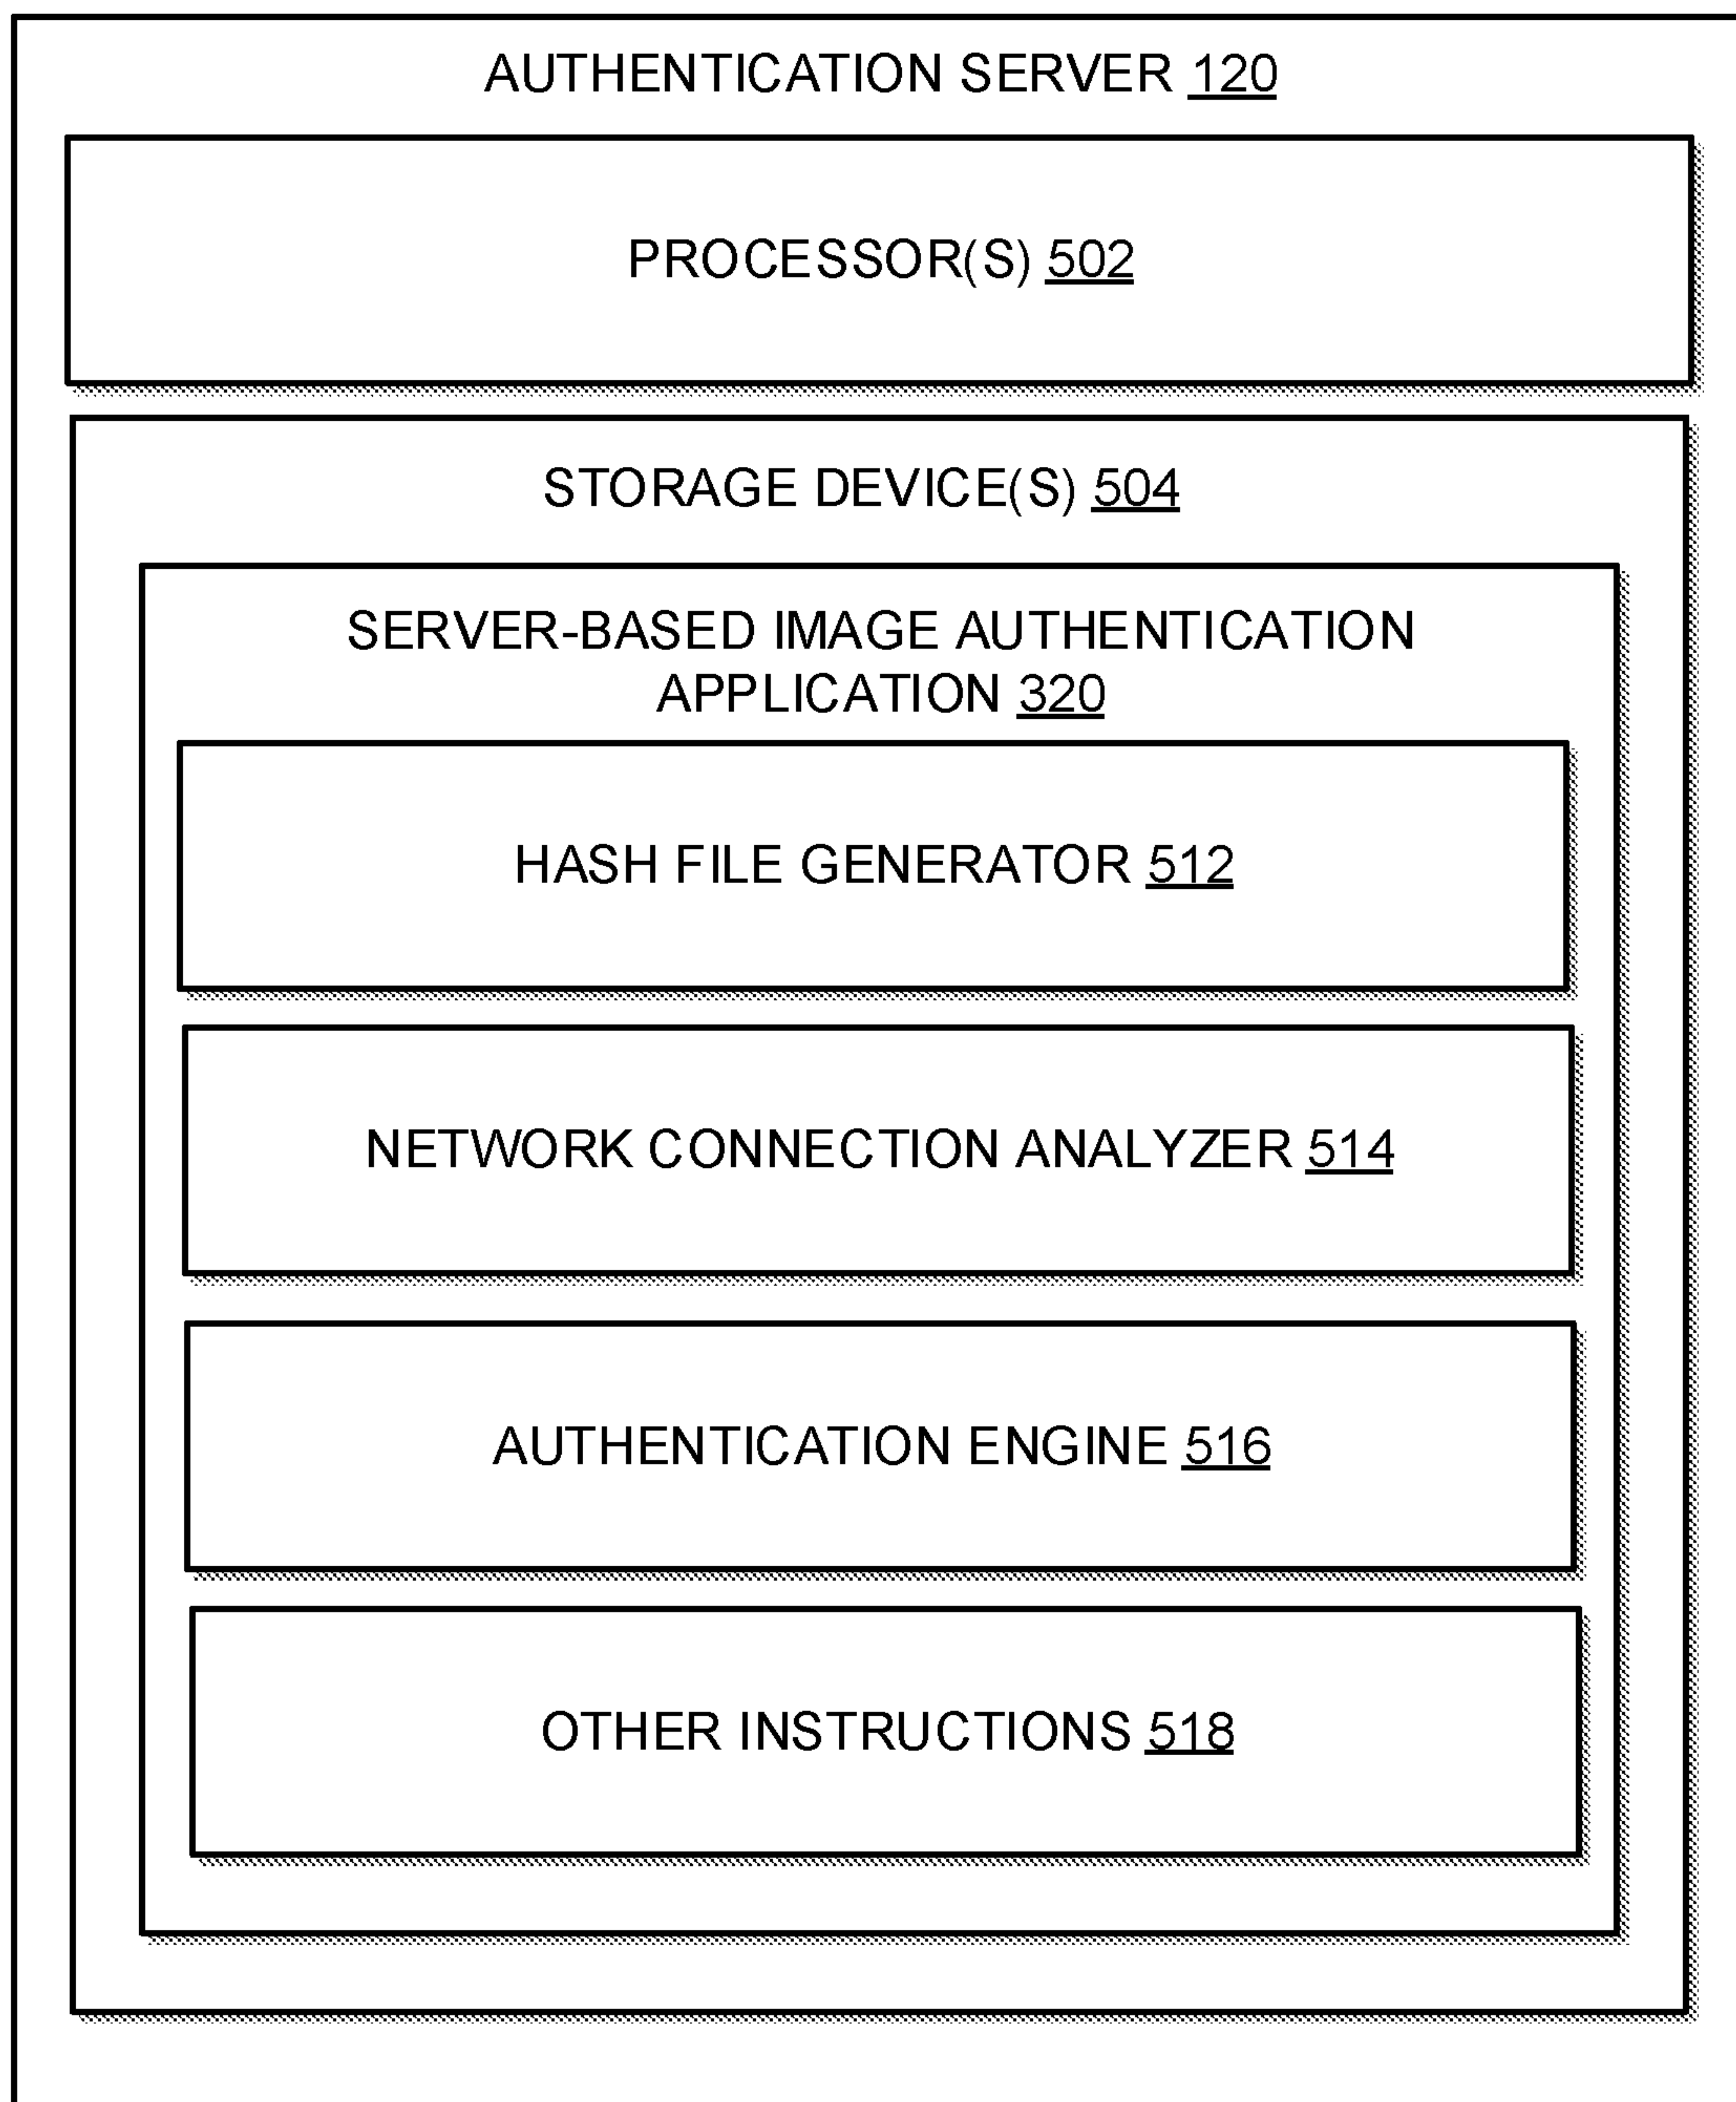 AUTHENTICATION SERVER 120
PROCESSOR(S) 502
STORAGE DEVICE(S) 504
SERVER-BASED IMAGE AUTHENTICATION
APPLICATION 320
HASH FILE GENERATOR 512
NETWORK CONNECTION ANALYZER 514
AUTHENTICATION ENGINE 516
OTHER INSTRUCTIONS 518